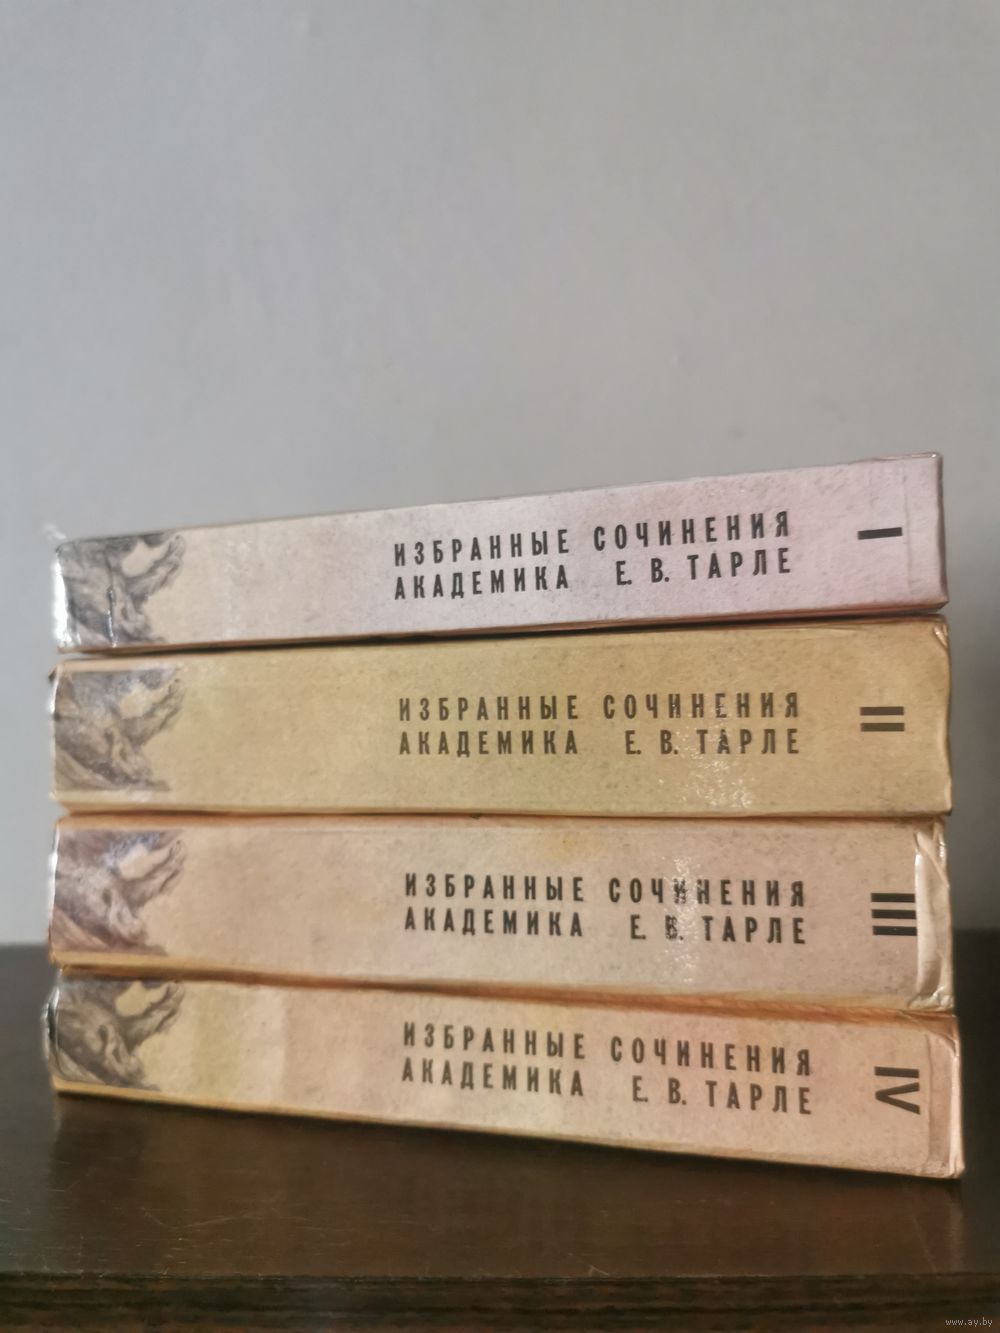 ИЗБРАННЫЕ СОЧИНЕНИЯ
АКАДЕМИКА Е. В. ТАРЛЕ
I
ИЗБРАННЫЕ СОЧИНЕНИЯ
АКАДЕМИКА Е. В. ТАРЛЕ
II
ИЗБРАННЫЕ СОЧИНЕНИЯ
АКАДЕМИКА Е. В. ТАРЛЕ
III
ИЗБРАННЫЕ СОЧИНЕНИЯ
АКАДЕМИКА Е. В. ТАРЛЕ
IV
www.ay.by